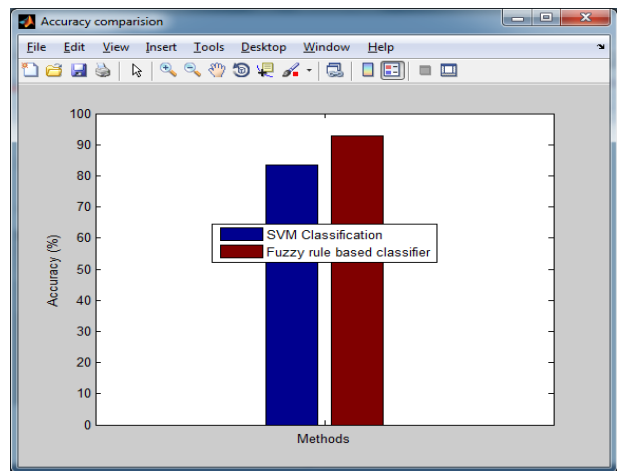 Accuracy comparision
File Edit View Insert Tools Desktop Window Help
100
90
80
70
60
50
40
30
20
10
0
Accuracy (%)
SVM Classification
Fuzzy rule based classifier
Methods